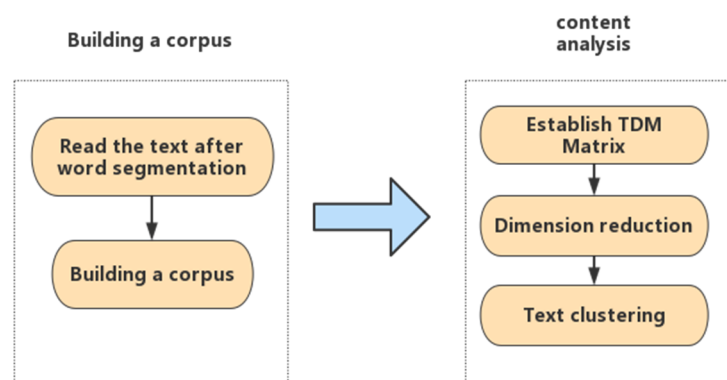 Building a corpus
content
analysis
Read the text after
word segmentation
Building a corpus
Establish TDM
Matrix
Dimension reduction
Text clustering